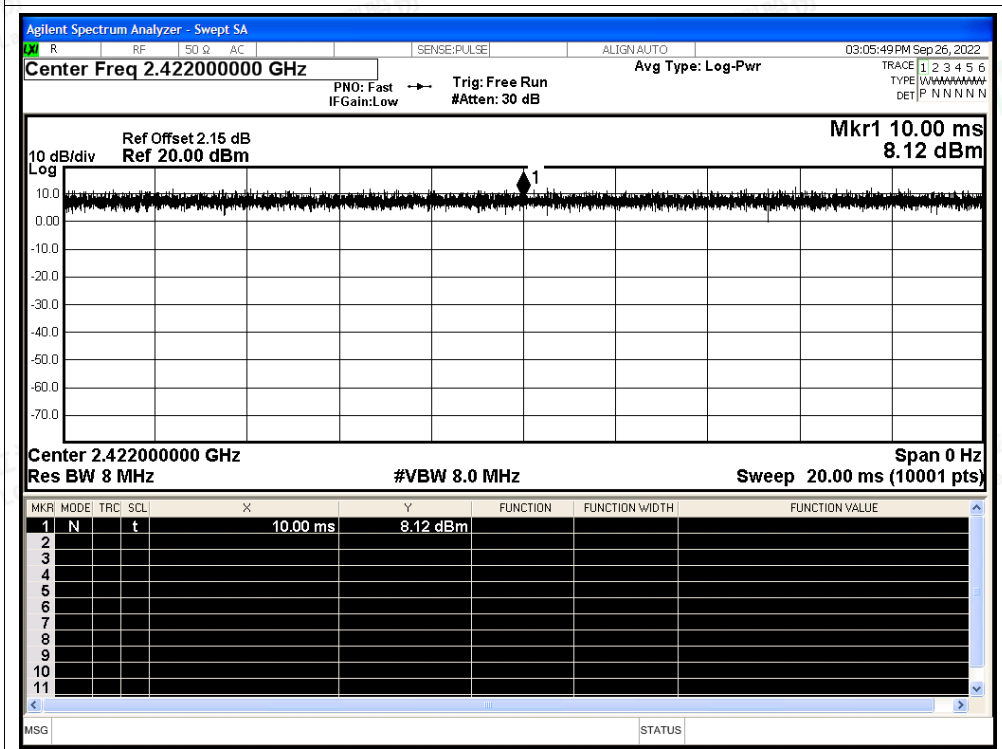 Agilent Spectrum Analyzer - Swept SA
LXI R RF 50 Ω AC SENSE:PULSE ALIGN AUTO 03:05:49 PM Sep 26, 2022
Center Freq 2.422000000 GHz Avg Type: Log-Pwr TRACE 1 2 3 4 5 6
PNO: Fast Trig: Free Run TYPE WWWWWW
IFGain:Low #Atten: 30 dB DET P N N N N N
Mkr1 10.00 ms
Ref Offset 2.15 dB
10 dB/div Ref 20.00 dBm 8.12 dBm
Log
1
10.0
0.00
-10.0
-20.0
-30.0
-40.0
-50.0
-60.0
-70.0
Center 2.422000000 GHz Span 0 Hz
Res BW 8 MHz #VBW 8.0 MHz Sweep 20.00 ms (10001 pts)
MKR MODE TRC SCL X Y FUNCTION FUNCTION WIDTH FUNCTION VALUE
1 N t 10.00 ms 8.12 dBm
2
3
4
5
6
7
8
9
10
11
MSG STATUS